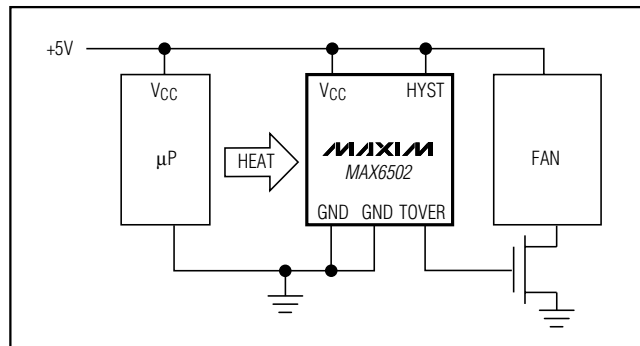 +5V
VCC
VCC
HYST
µP
HEAT
MAXIM
MAX6502
FAN
GND
GND
TOVER